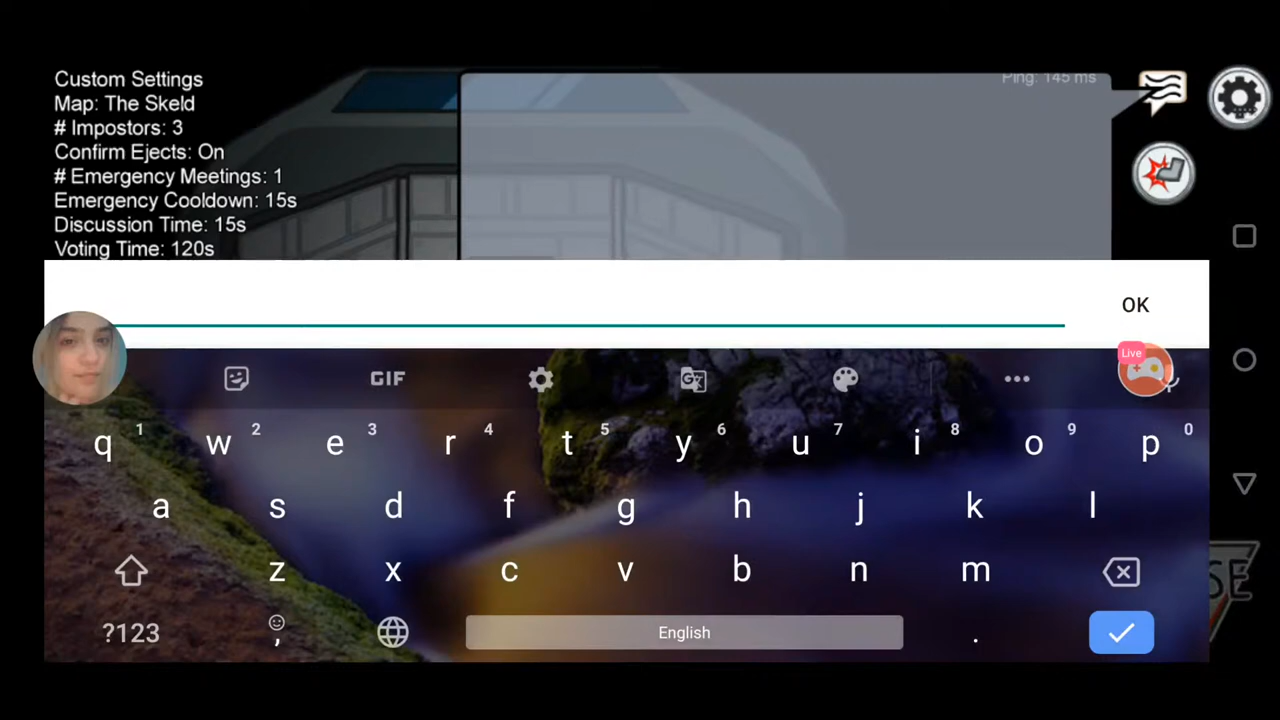 Custom Settings
Map: The Skeld
# Impostors: 3
Confirm Ejects: On
# Emergency Meetings: 1
Emergency Cooldown: 15s
Discussion Time: 15s
Voting Time: 120s
Ping: 145 ms
OK
Live
GIF
q 1 w 2 e 3 r 4 t 5 y 6 u 7 i 8 o 9 p 0
a s d f g h j k l
z x c v b n m
?123 , English .